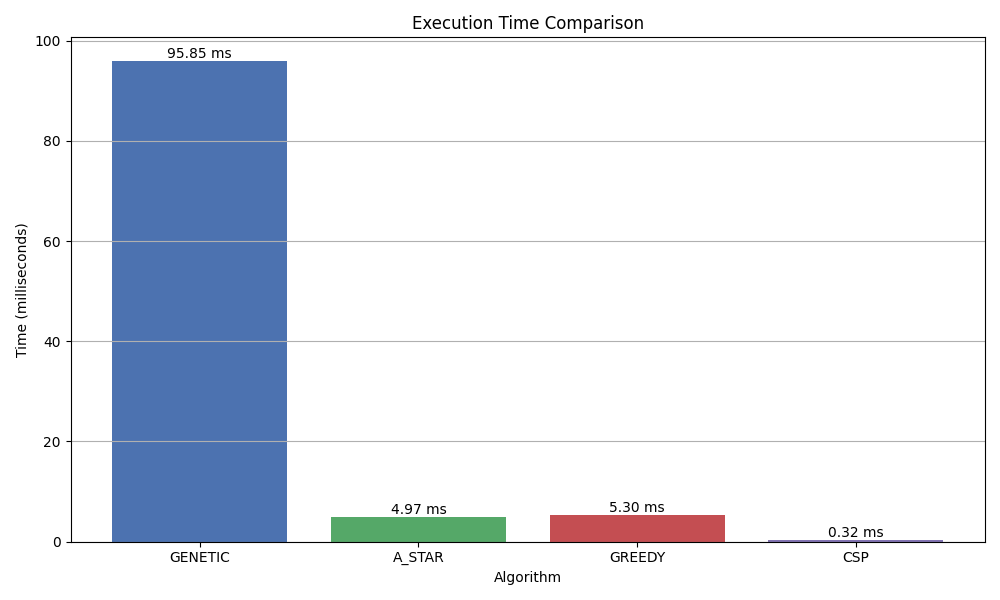 Execution Time Comparison
100
80
60
40
20
0
Time (milliseconds)
95.85 ms
4.97 ms
5.30 ms
0.32 ms
GENETIC
A_STAR
GREEDY
CSP
Algorithm